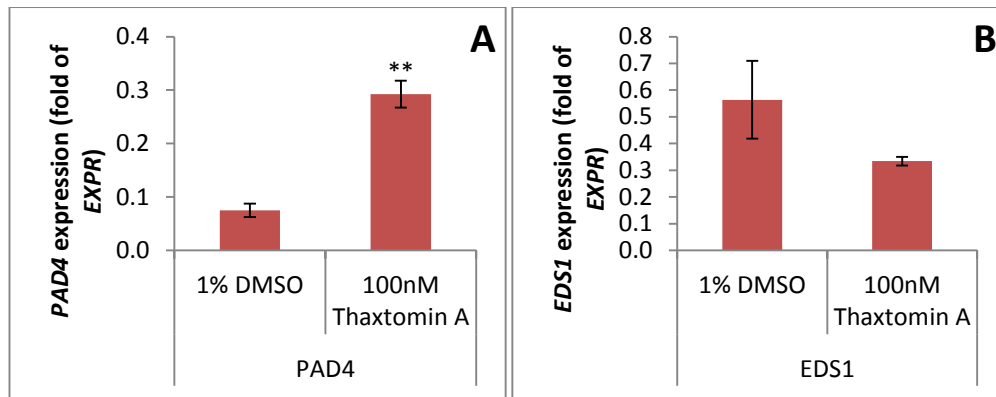 A
PAD4 expression (fold of
EXPR)
0.4
0.3
0.2
0.1
0.0
**
1% DMSO
100nM
Thaxtomin A
PAD4
B
EDS1 expression (fold of
EXPR)
0.8
0.7
0.6
0.5
0.4
0.3
0.2
0.1
0.0
1% DMSO
100nM
Thaxtomin A
EDS1